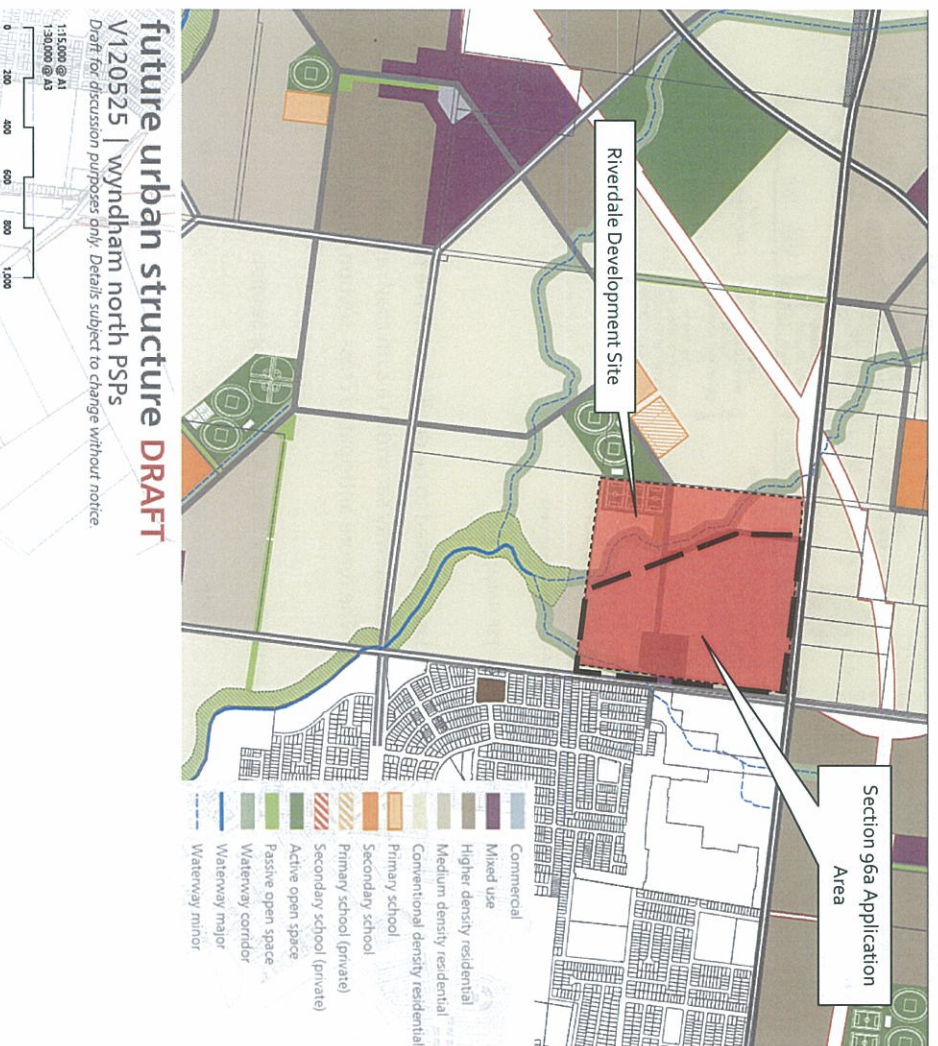 future urban structure DRAFT
V120525 | wyndham north PSPs
Draft for discussion purposes only. Details subject to change without notice
1:15,000 @ A1
1:30,000 @ A3
0 200 400 600 800 1,000
Riverdale Development Site
Section 96a Application
Area
Commercial
Mixed use
Higher density residential
Medium density residential
Conventional density residential
Primary school
Secondary school
Primary school (private)
Secondary school (private)
Active open space
Passive open space
Waterway corridor
Waterway major
Waterway minor